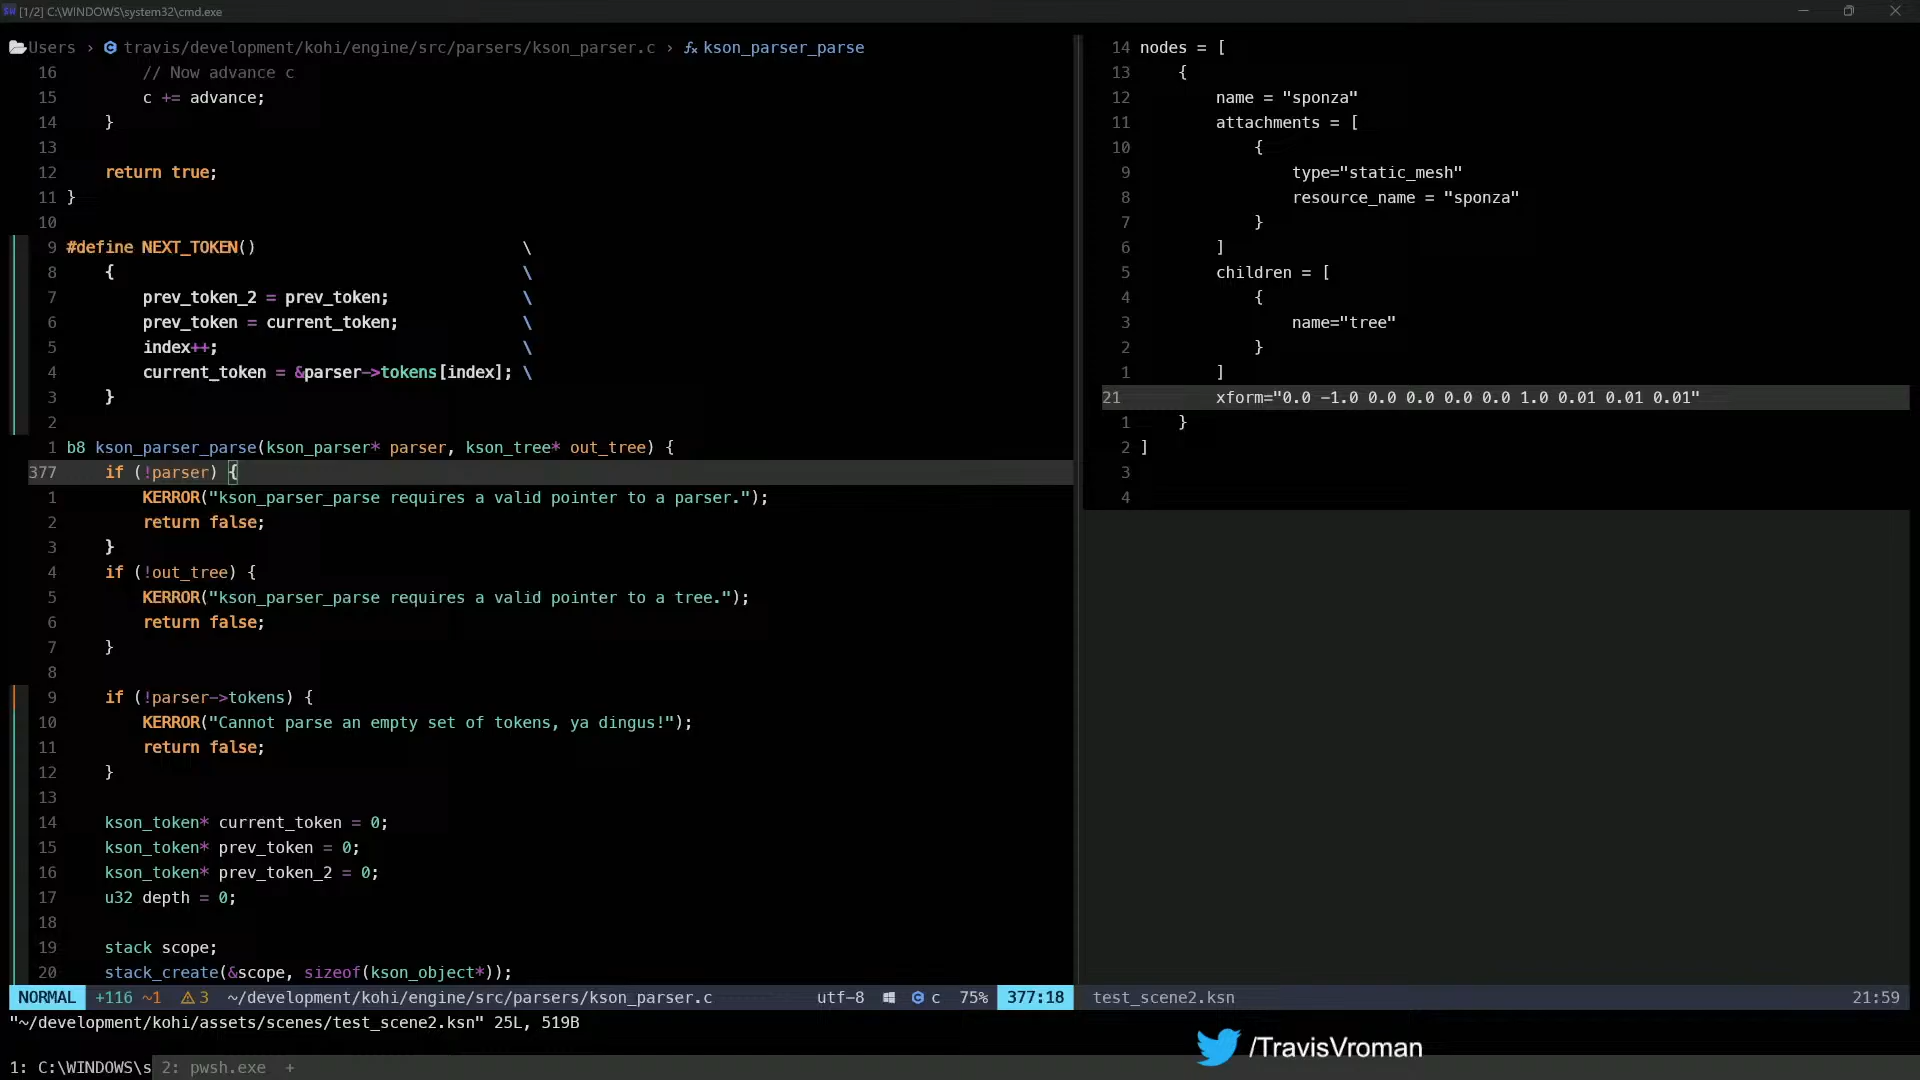 [1/2] C:\WINDOWS\system32\cmd.exe
Users › travis/development/kohi/engine/src/parsers/kson_parser.c › kson_parser_parse
16 // Now advance c
15 c += advance;
14 }
13
12 return true;
11 }
10
9 #define NEXT_TOKEN() \
8 { \
7 prev_token_2 = prev_token; \
6 prev_token = current_token; \
5 index++; \
4 current_token = &parser->tokens[index]; \
3 }
2
1 b8 kson_parser_parse(kson_parser* parser, kson_tree* out_tree) {
377 if (!parser) {
1 KERROR("kson_parser_parse requires a valid pointer to a parser.");
2 return false;
3 }
4 if (!out_tree) {
5 KERROR("kson_parser_parse requires a valid pointer to a tree.");
6 return false;
7 }
8
9 if (!parser->tokens) {
10 KERROR("Cannot parse an empty set of tokens, ya dingus!");
11 return false;
12 }
13
14 kson_token* current_token = 0;
15 kson_token* prev_token = 0;
16 kson_token* prev_token_2 = 0;
17 u32 depth = 0;
18
19 stack scope;
20 stack_create(&scope, sizeof(kson_object*));
14 nodes = [
13 {
12 name = "sponza"
11 attachments = [
10 {
9 type="static_mesh"
8 resource_name = "sponza"
7 }
6 ]
5 children = [
4 {
3 name="tree"
2 }
1 ]
21 xform="0.0 -1.0 0.0 0.0 0.0 0.0 1.0 0.01 0.01 0.01"
1 }
2 ]
3
4
NORMAL +116 ~1 ⚠ 3 ~/development/kohi/engine/src/parsers/kson_parser.c utf-8 c 75% 377:18 test_scene2.ksn 21:59
"~/development/kohi/assets/scenes/test_scene2.ksn" 25L, 519B
/TravisVroman
1: C:\WINDOWS\s 2: pwsh.exe +